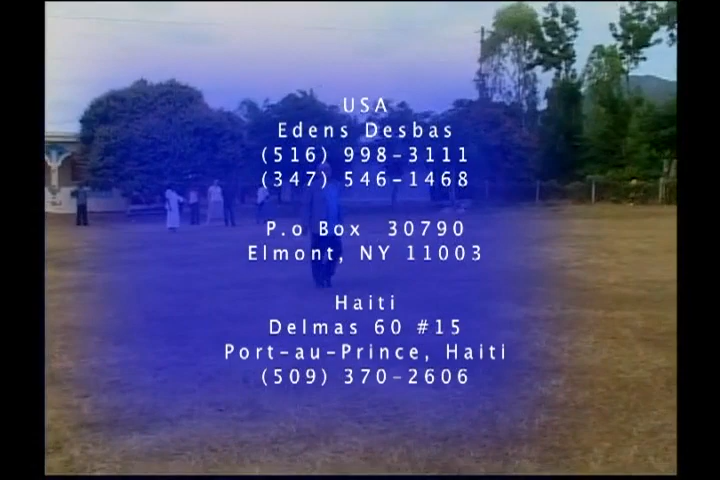 USA
Edens Desbas
(516) 998-3111
(347) 546-1468
P.o Box 30790
Elmont, NY 11003
Haiti
Delmas 60 #15
Port-au-Prince, Haiti
(509) 370-2606